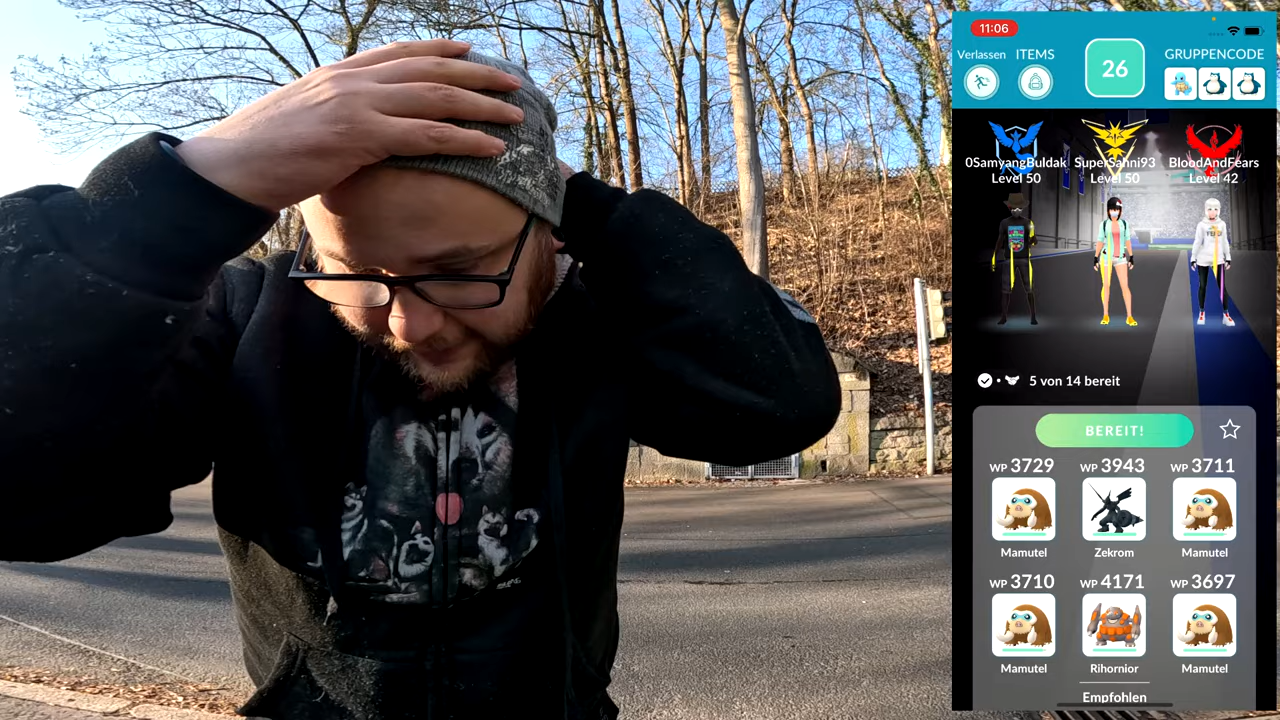 11:06
Verlassen ITEMS
26
GRUPPENCODE
0SamyangBuldak SuperSahni93 BloodAndFears
Level 50 Level 50 Level 42
5 von 14 bereit
BEREIT!
WP 3729 WP 3943 WP 3711
Mamutel Zekrom Mamutel
WP 3710 WP 4171 WP 3697
Mamutel Rihornior Mamutel
Empfohlen